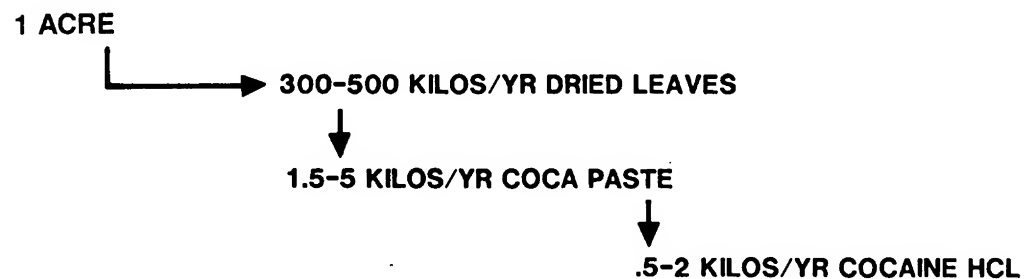 1 ACRE
300-500 KILOS/YR DRIED LEAVES
1.5-5 KILOS/YR COCA PASTE
.5-2 KILOS/YR COCAINE HCL